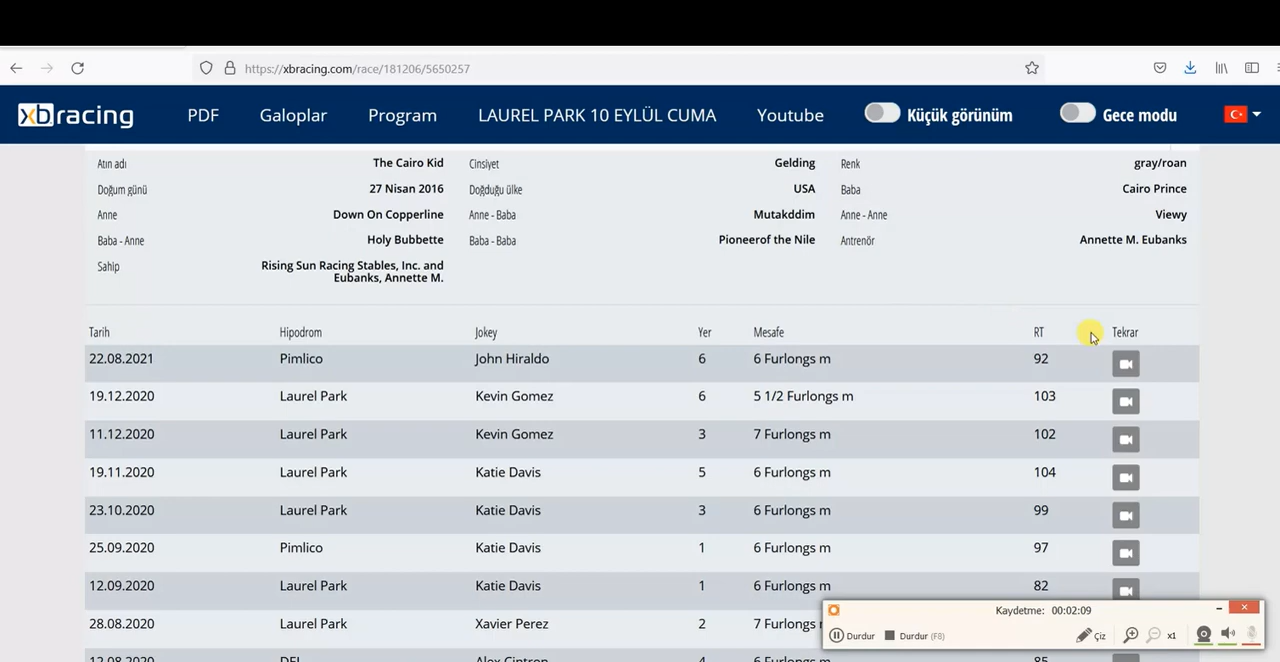 https://xbracing.com/race/181206/5650257
xbracing PDF Galoplar Program LAUREL PARK 10 EYLÜL CUMA Youtube Küçük görünüm Gece modu
Atın adı The Cairo Kid Cinsiyet Gelding Renk gray/roan
Doğum günü 27 Nisan 2016 Doğduğu ülke USA Baba Cairo Prince
Anne Down On Copperline Anne - Baba Mutakddim Anne - Anne Viewy
Baba - Anne Holy Bubbette Baba - Baba Pioneerof the Nile Antrenör Annette M. Eubanks
Sahip Rising Sun Racing Stables, Inc. and
Eubanks, Annette M.
Tarih Hipodrom Jokey Yer Mesafe RT Tekrar
22.08.2021 Pimlico John Hiraldo 6 6 Furlongs m 92
19.12.2020 Laurel Park Kevin Gomez 6 5 1/2 Furlongs m 103
11.12.2020 Laurel Park Kevin Gomez 3 7 Furlongs m 102
19.11.2020 Laurel Park Katie Davis 5 6 Furlongs m 104
23.10.2020 Laurel Park Katie Davis 3 6 Furlongs m 99
25.09.2020 Pimlico Katie Davis 1 6 Furlongs m 97
12.09.2020 Laurel Park Katie Davis 1 6 Furlongs m 82
28.08.2020 Laurel Park Xavier Perez 2 7 Furlongs
Kaydetme: 00:02:09
Durdur Durdur (F8) Çiz x1